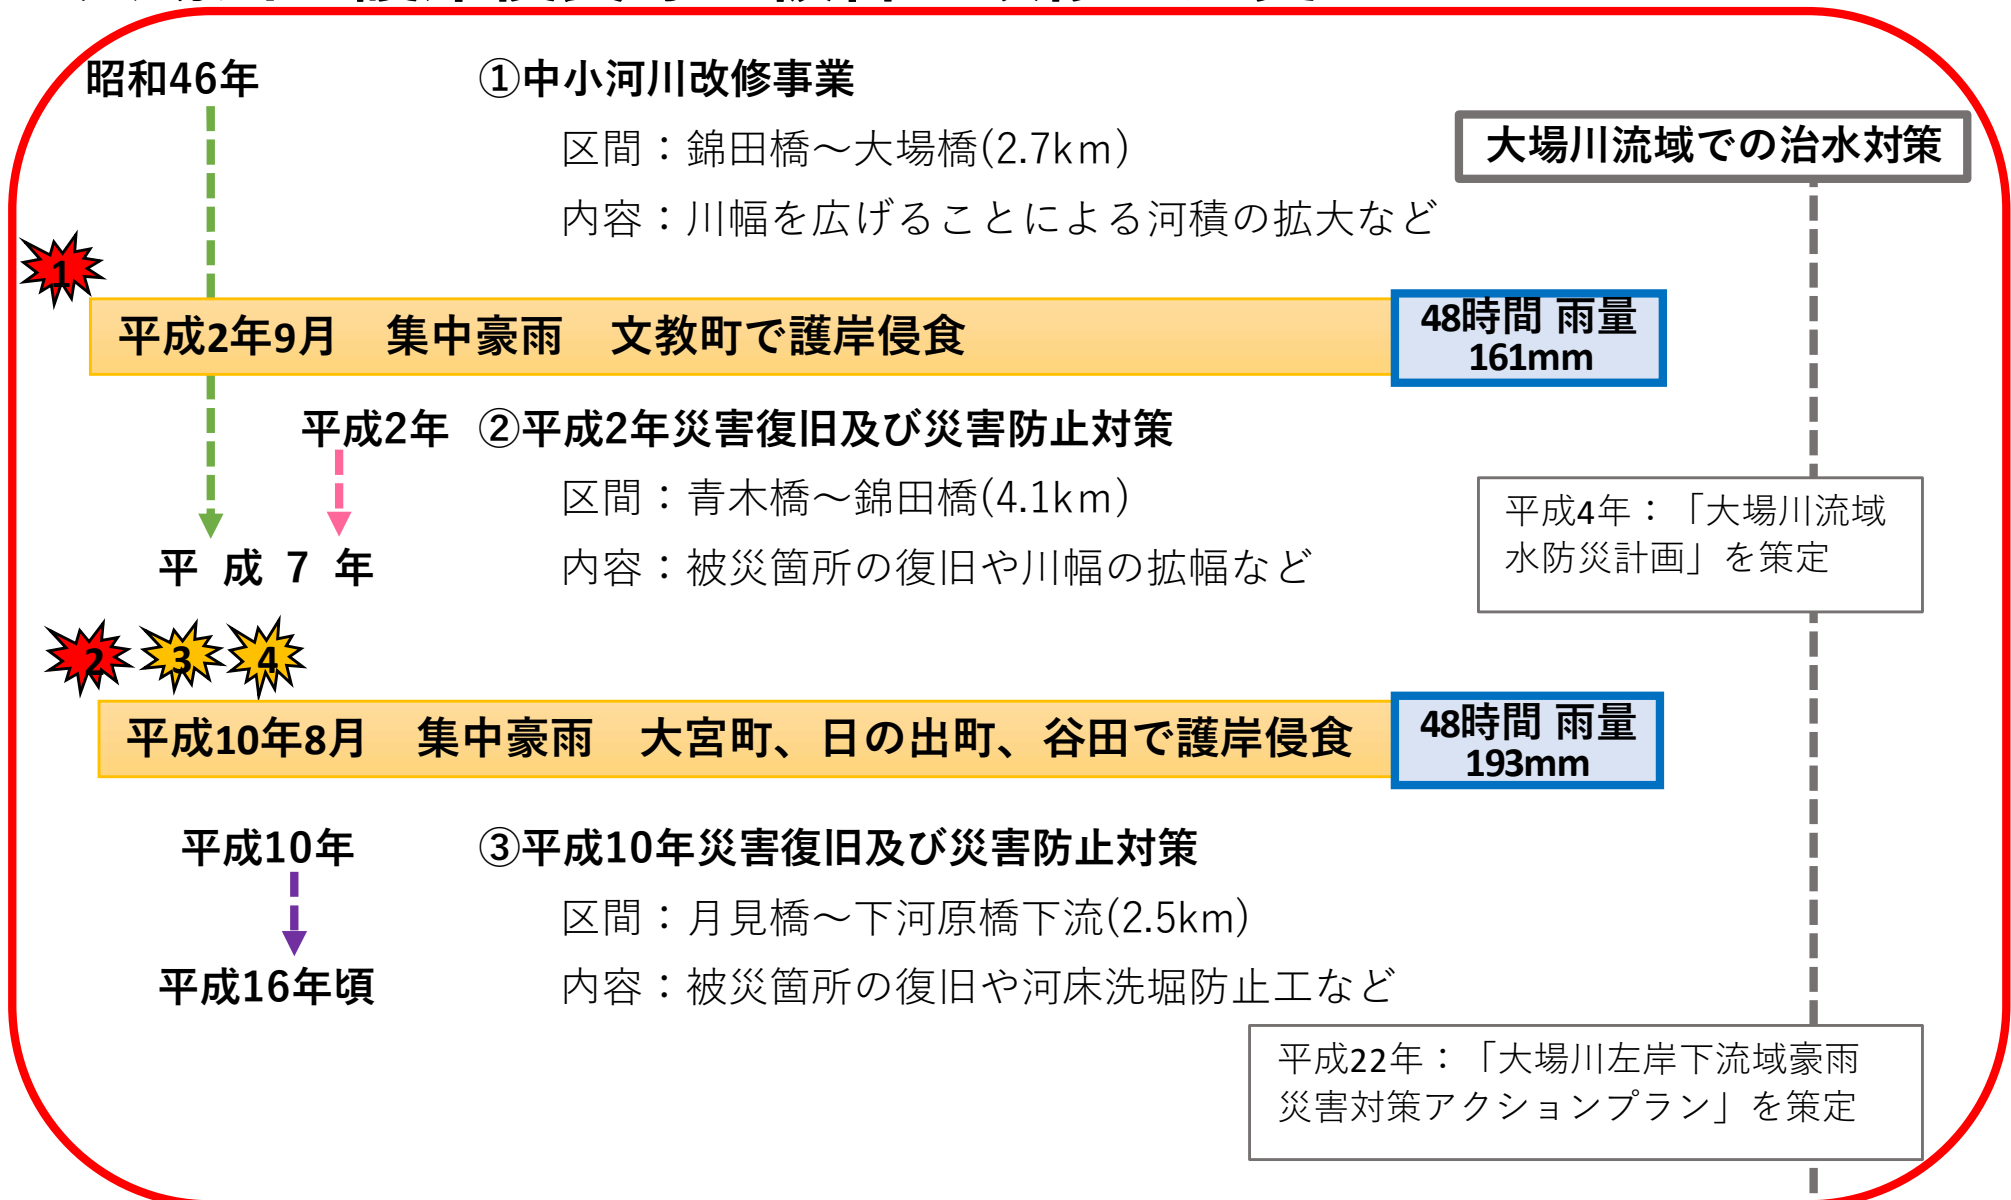 昭和46年
①中小河川改修事業
区間：錦田橋～大場橋(2.7km)
内容：川幅を広げることによる河積の拡大など
大場川流域での治水対策
1
平成2年9月　集中豪雨　文教町で護岸侵食
48時間 雨量
161mm
平成2年
②平成2年災害復旧及び災害防止対策
区間：青木橋～錦田橋(4.1km)
内容：被災箇所の復旧や川幅の拡幅など
平成7年
平成4年：「大場川流域
水防災計画」を策定
2 3 4
平成10年8月　集中豪雨　大宮町、日の出町、谷田で護岸侵食
48時間 雨量
193mm
平成10年
③平成10年災害復旧及び災害防止対策
区間：月見橋～下河原橋下流(2.5km)
内容：被災箇所の復旧や河床洗堀防止工など
平成16年頃
平成22年：「大場川左岸下流域豪雨
災害対策アクションプラン」を策定